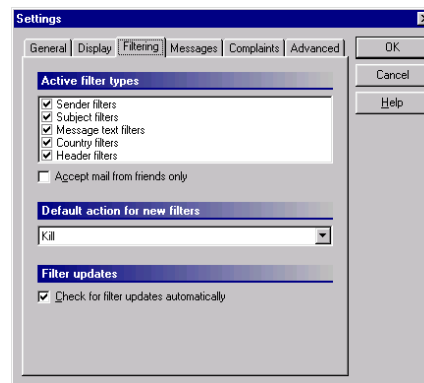 Settings
General Display Filtering Messages Complaints Advanced
OK
Cancel
Help
Active filter types
Sender filters
Subject filters
Message text filters
Country filters
Header filters
Accept mail from friends only
Default action for new filters
Kill
Filter updates
Check for filter updates automatically